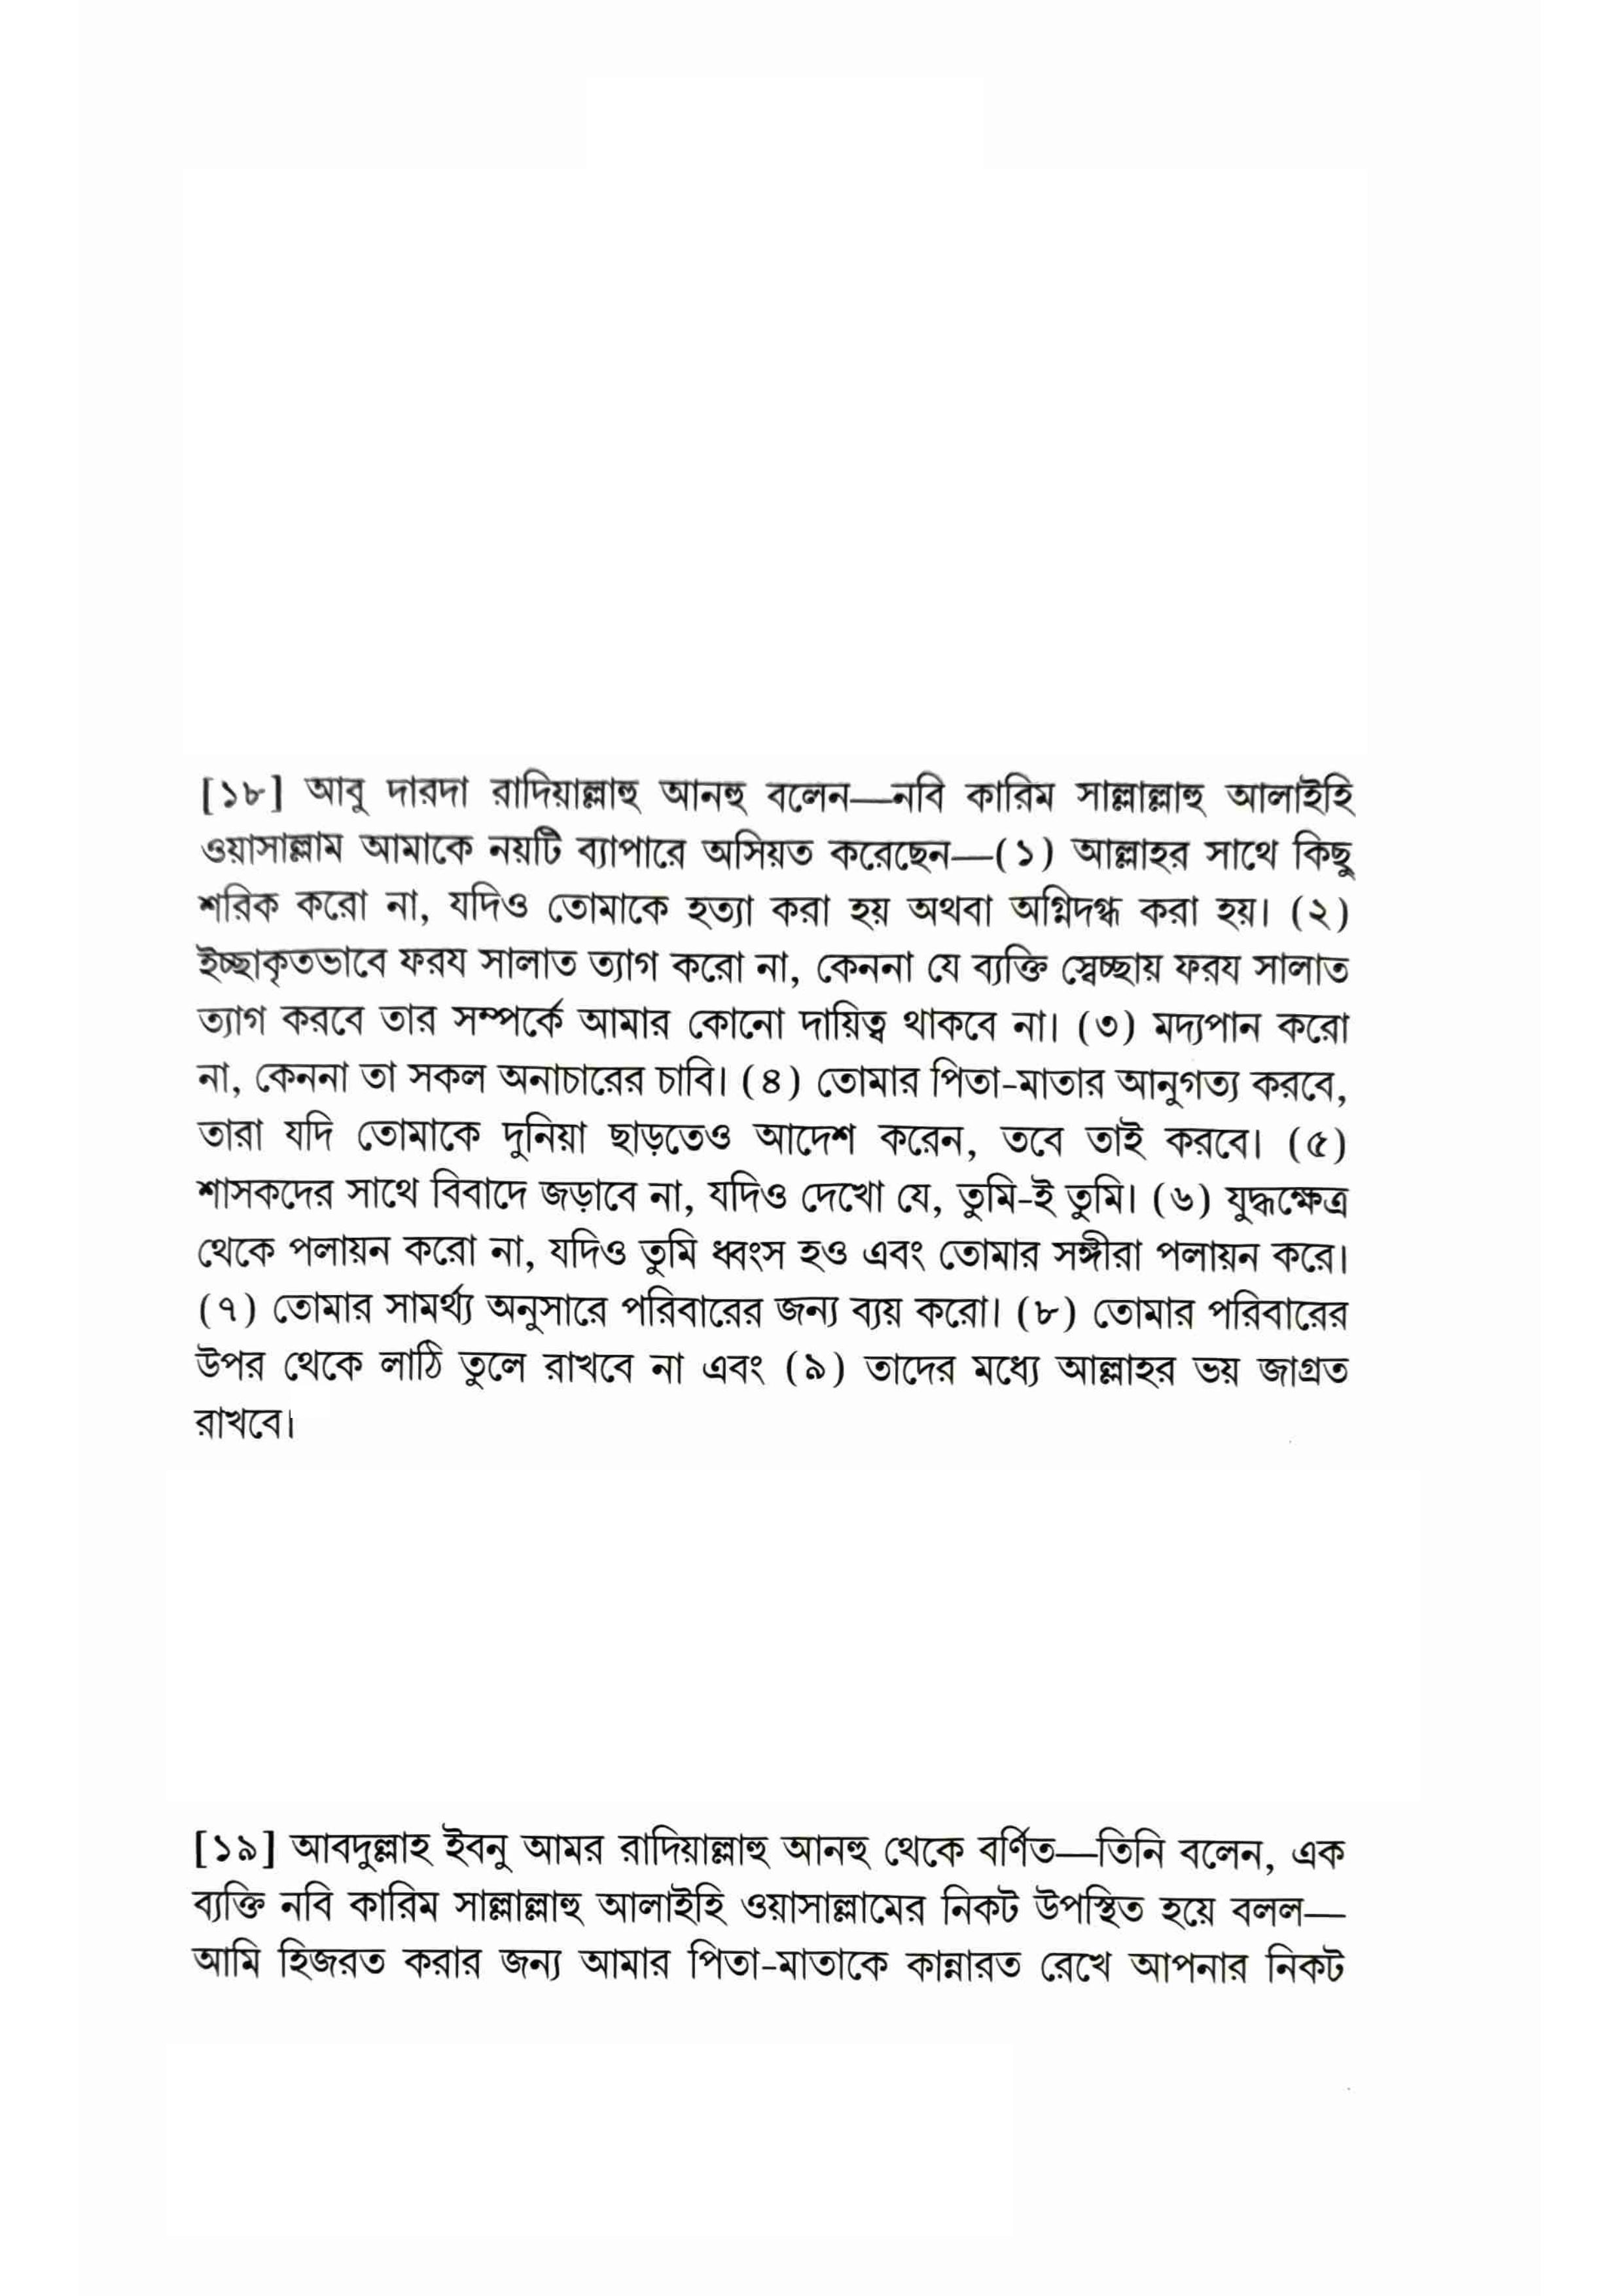 [১৮] আবু দারদা রাদিয়াল্লাহু আনহু বলেন—নবি কারিম সাল্লাল্লাহু আলাইহি
ওয়াসাল্লাম আমাকে নয়টি ব্যাপারে অসিয়ত করেছেন—(১) আল্লাহর সাথে কিছু
শরিক করো না, যদিও তোমাকে হত্যা করা হয় অথবা অগ্নিদগ্ধ করা হয়। (২)
ইচ্ছাকৃতভাবে ফরয সালাত ত্যাগ করো না, কেননা যে ব্যক্তি স্বেচ্ছায় ফরয সালাত
ত্যাগ করবে তার সম্পর্কে আমার কোনো দায়িত্ব থাকবে না। (৩) মদ্যপান করো
না, কেননা তা সকল অনাচারের চাবি। (৪) তোমার পিতা-মাতার আনুগত্য করবে,
তারা যদি তোমাকে দুনিয়া ছাড়তেও আদেশ করেন, তবে তাই করবে। (৫)
শাসকদের সাথে বিবাদে জড়াবে না, যদিও দেখো যে, তুমি-ই তুমি। (৬) যুদ্ধক্ষেত্র
থেকে পলায়ন করো না, যদিও তুমি ধ্বংস হও এবং তোমার সঙ্গীরা পলায়ন করে।
(৭) তোমার সামর্থ্য অনুসারে পরিবারের জন্য ব্যয় করো। (৮) তোমার পরিবারের
উপর থেকে লাঠি তুলে রাখবে না এবং (৯) তাদের মধ্যে আল্লাহর ভয় জাগ্রত
রাখবে।
[১৯] আবদুল্লাহ ইবনু আমর রাদিয়াল্লাহু আনহু থেকে বর্ণিত—তিনি বলেন, এক
ব্যক্তি নবি কারিম সাল্লাল্লাহু আলাইহি ওয়াসাল্লামের নিকট উপস্থিত হয়ে বলল—
আমি হিজরত করার জন্য আমার পিতা-মাতাকে কান্নারত রেখে আপনার নিকট